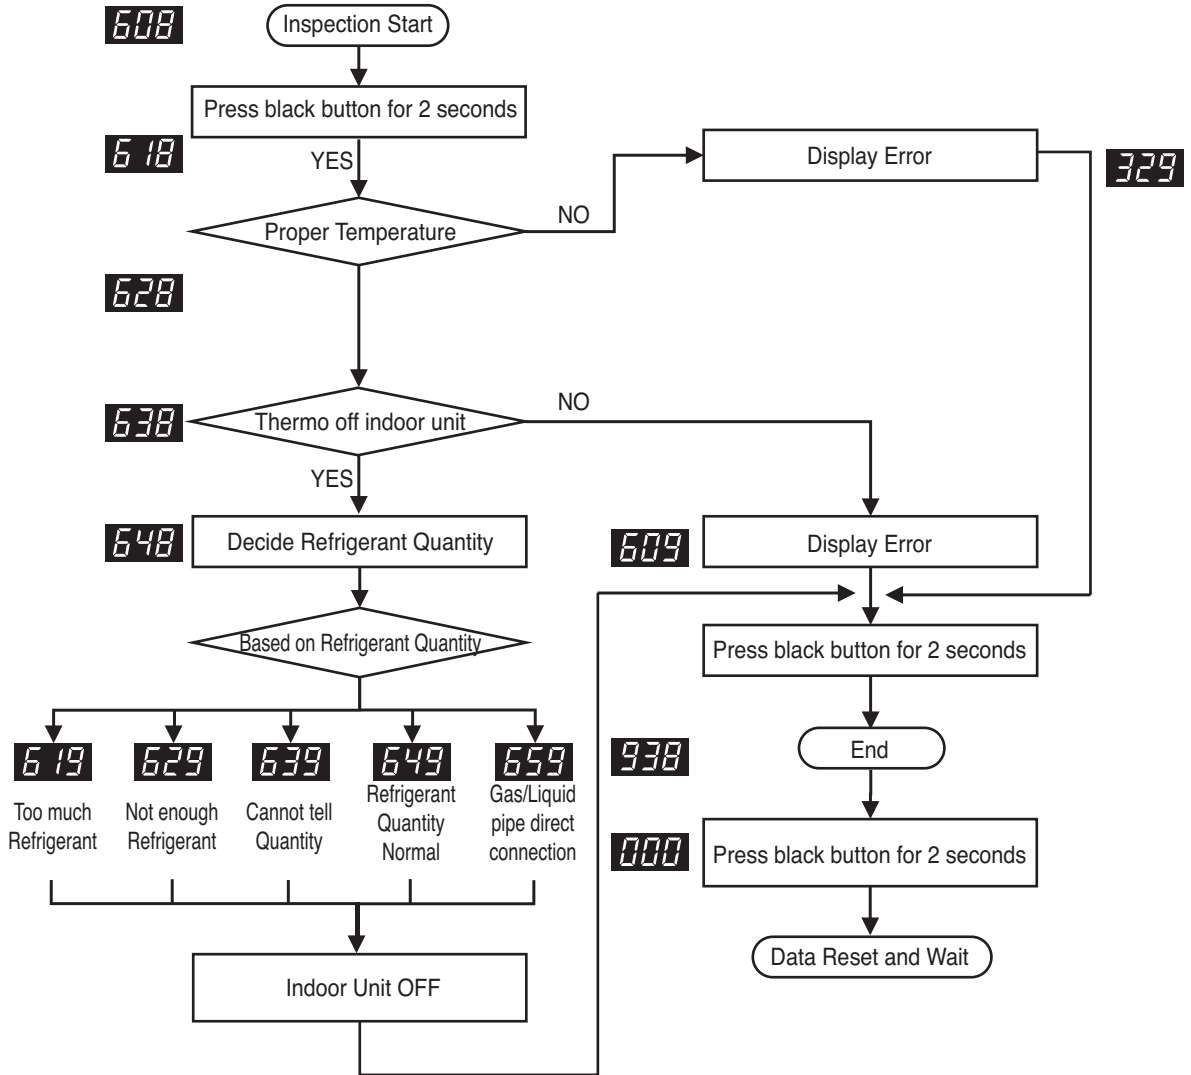 608
Inspection Start
Press black button for 2 seconds
618
YES
Display Error
329
NO
Proper Temperature
628
638
Thermo off indoor unit
NO
YES
648
Decide Refrigerant Quantity
609
Display Error
Based on Refrigerant Quantity
Press black button for 2 seconds
619
Too much
Refrigerant
629
Not enough
Refrigerant
639
Cannot tell
Quantity
649
Refrigerant
Quantity
Normal
659
Gas/Liquid
pipe direct
connection
938
End
000
Press black button for 2 seconds
Indoor Unit OFF
Data Reset and Wait